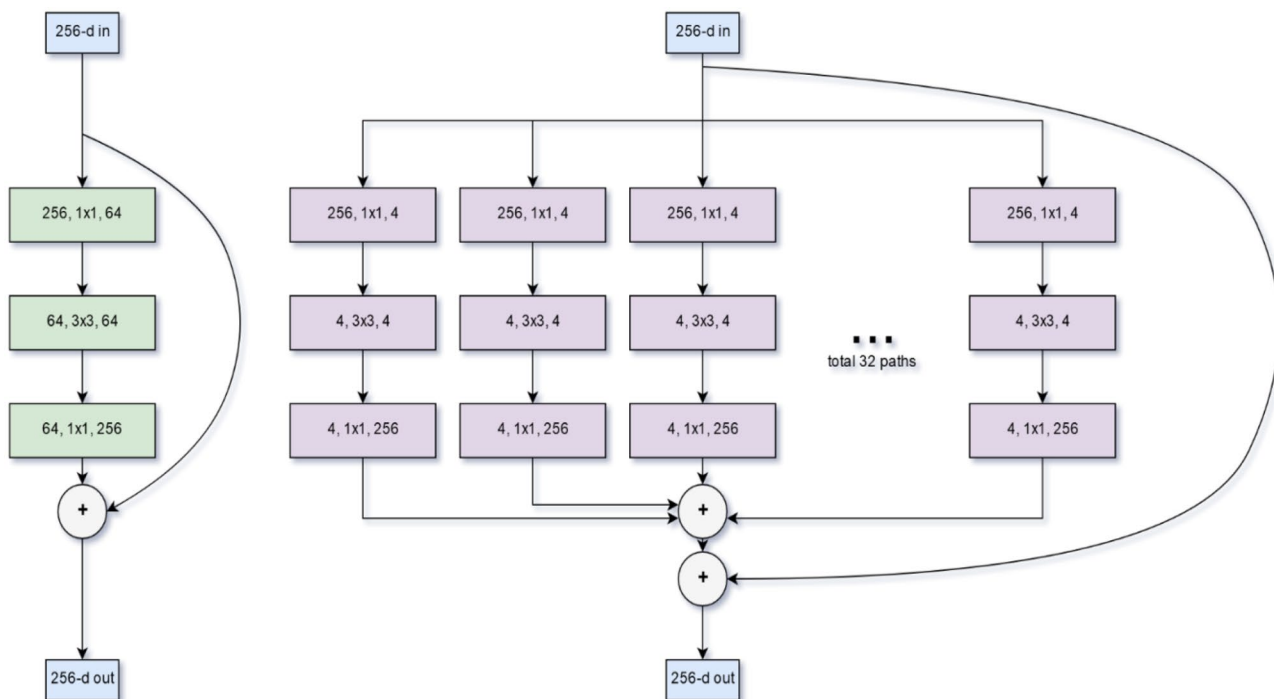 256-d in
256, 1x1, 64
64, 3x3, 64
64, 1x1, 256
+
256-d out
256-d in
256, 1x1, 4
256, 1x1, 4
256, 1x1, 4
256, 1x1, 4
4, 3x3, 4
4, 3x3, 4
4, 3x3, 4
...
total 32 paths
4, 3x3, 4
4, 1x1, 256
4, 1x1, 256
4, 1x1, 256
4, 1x1, 256
+
+
256-d out